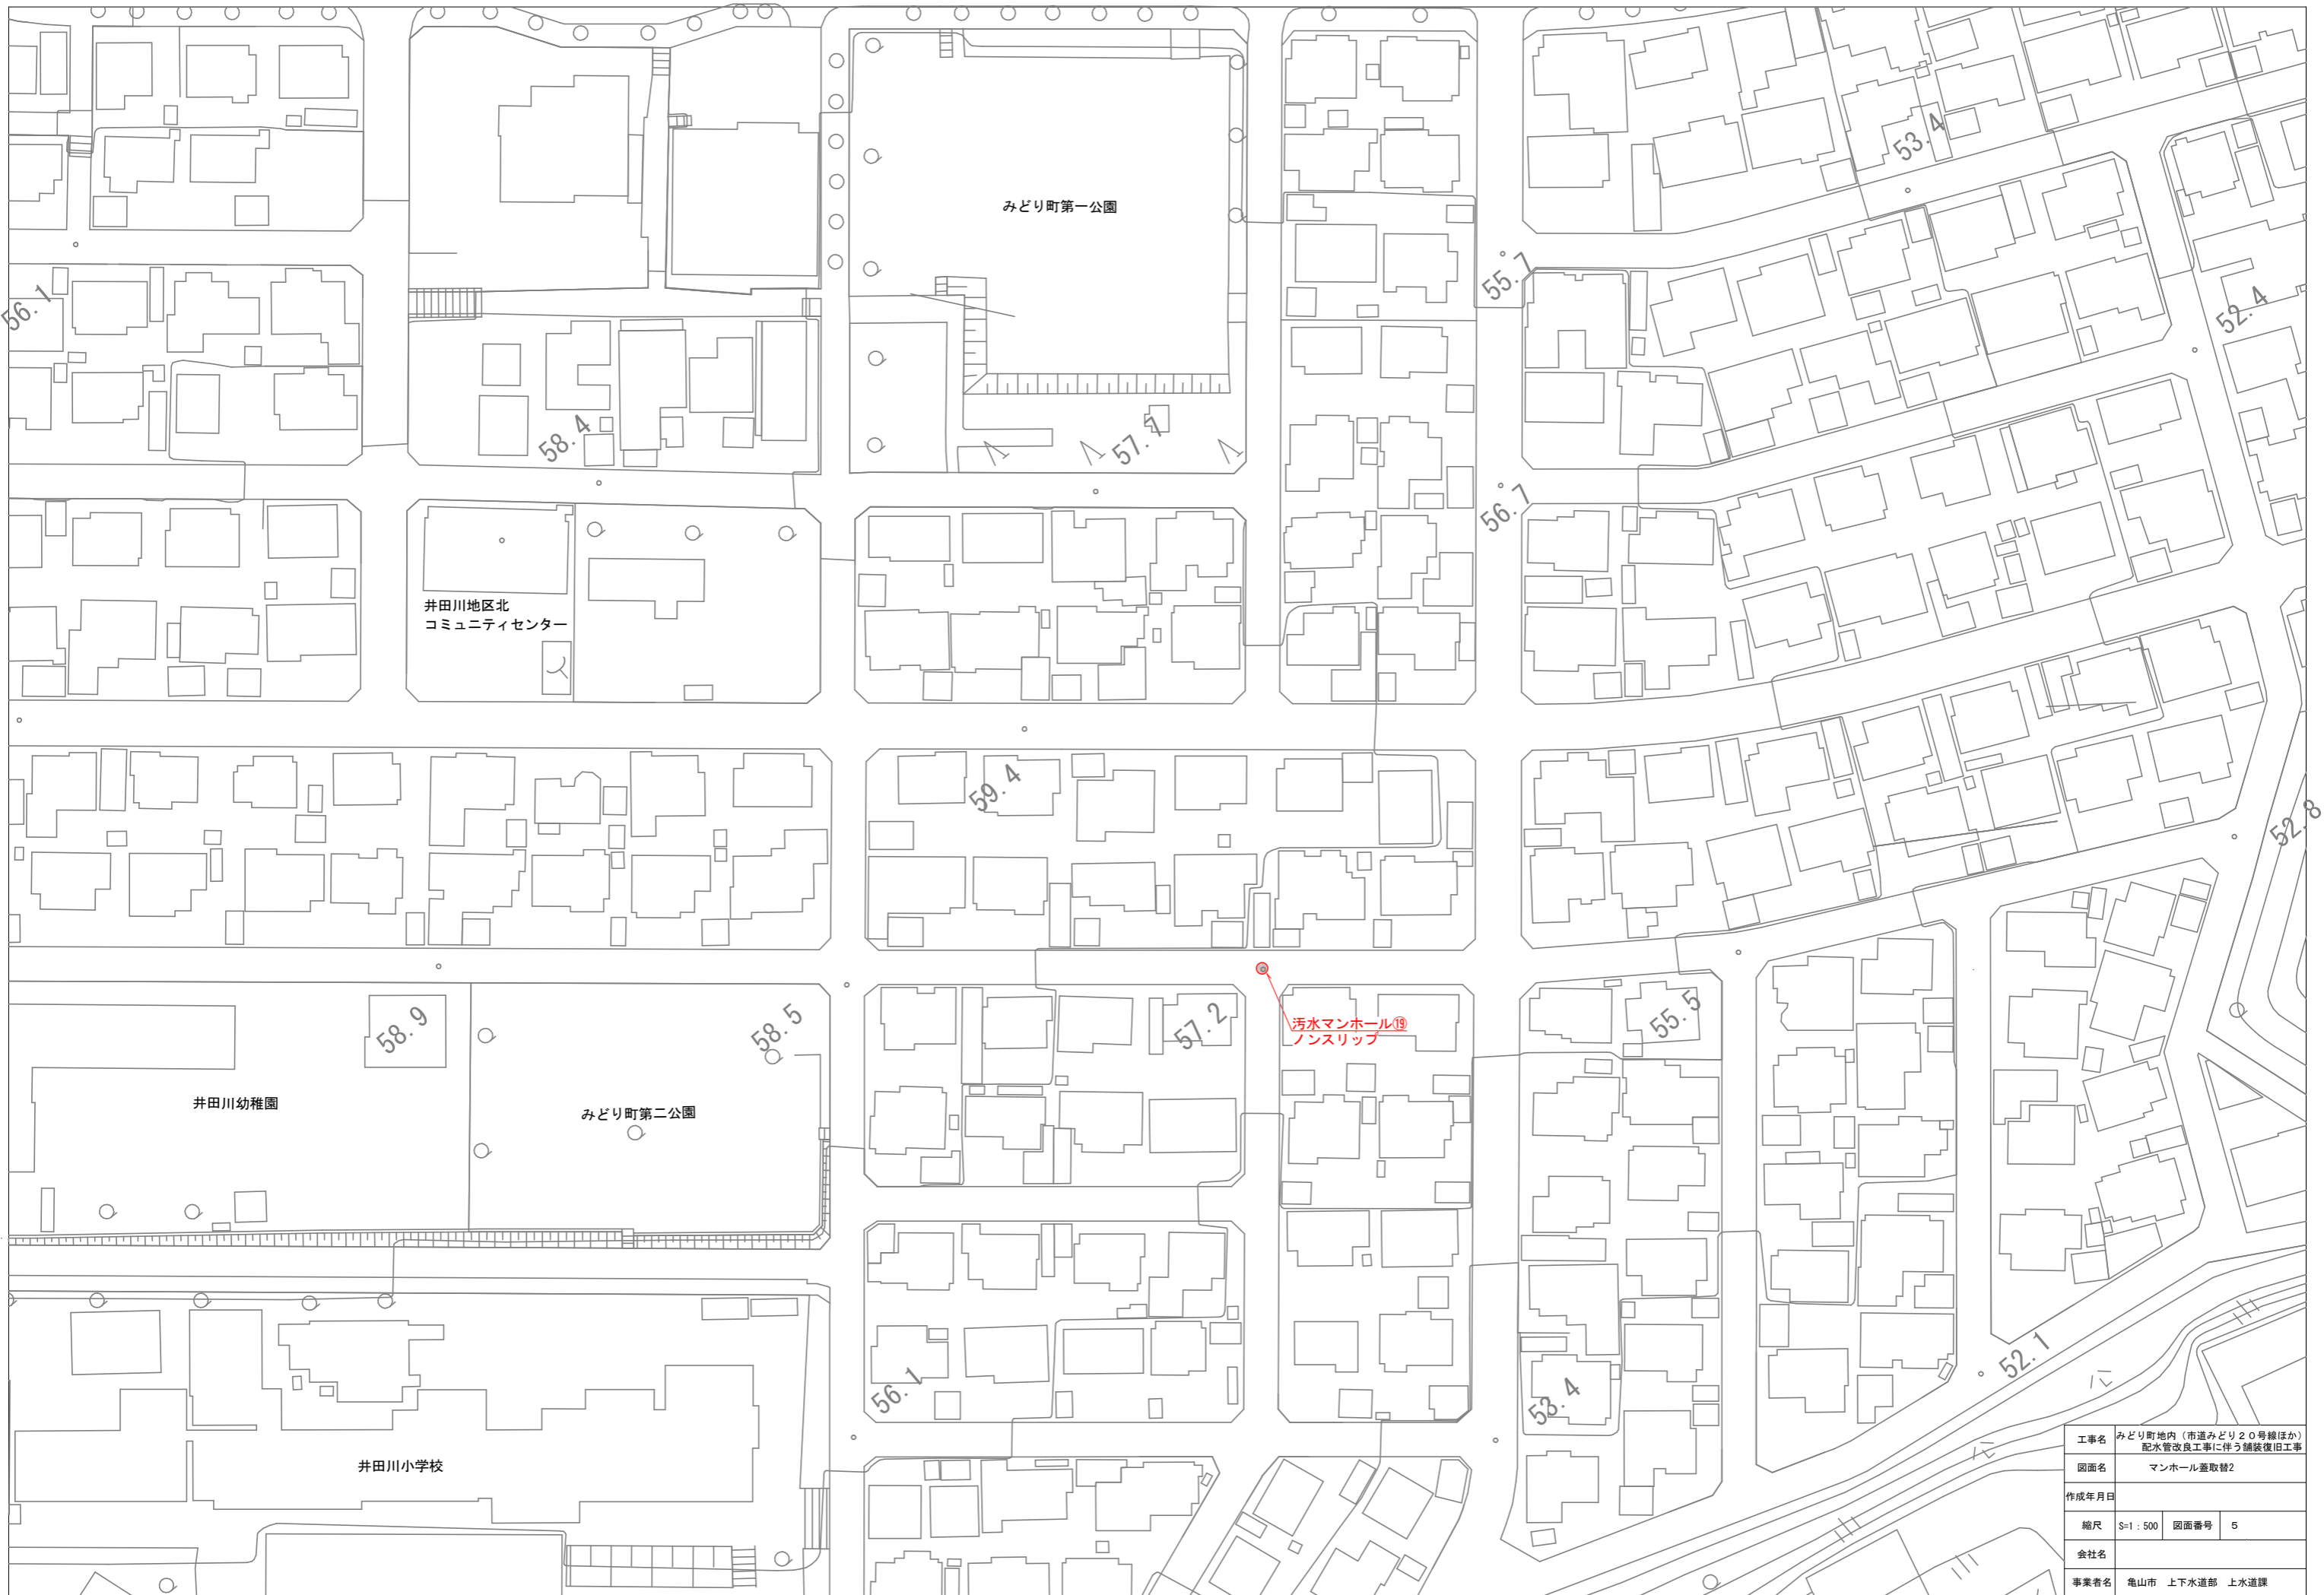 みどり町第一公園
53.4
55.7
56.1
52.4
58.4
57.7
56.7
井田川地区北
コミュニティセンター
59.4
52.8
58.9
58.5
57.2
汚水マンホール⑲
ノンスリップ
55.5
井田川幼稚園
みどり町第二公園
56.1
53.4
52.1
井田川小学校
工事名 みどり町地内（市道みどり２０号線ほか）
配水管改良工事に伴う舗装復旧工事
図面名 マンホール蓋取替2
作成年月日
縮尺 S=1：500 図面番号 5
会社名
事業者名 亀山市 上下水道部 上水道課